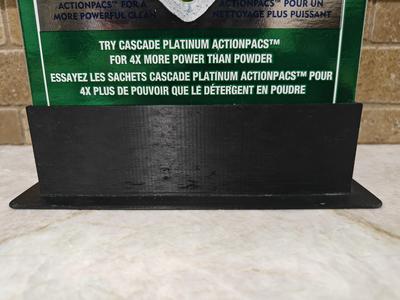 ACTIONPACS™ FOR A
MORE POWERFUL CLEAN
ACTIONPACS™ POUR UN
NETTOYAGE PLUS PUISSANT
TRY CASCADE PLATINUM ACTIONPACS™
FOR 4X MORE POWER THAN POWDER
ESSAYEZ LES SACHETS CASCADE PLATINUM ACTIONPACS™ POUR
4X PLUS DE POUVOIR QUE LE DÉTERGENT EN POUDRE